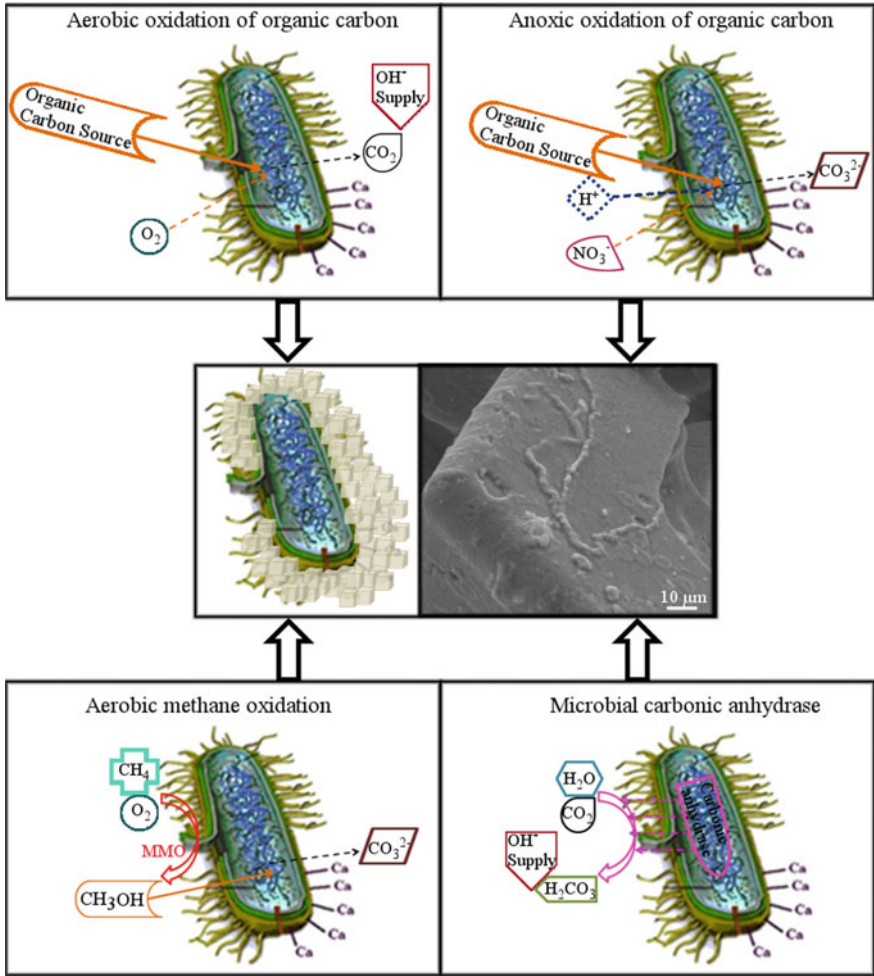 Aerobic oxidation of organic carbon
Organic
Carbon Source
OH⁻
Supply
CO₂
O₂
Ca
Ca
Ca
Ca
Ca
Anoxic oxidation of organic carbon
Organic
Carbon Source
H⁺
NO₃⁻
CO₃²⁻
Ca
Ca
Ca
Ca
Ca
10 μm
Aerobic methane oxidation
CH₄
O₂
MMO
CH₃OH
CO₃²⁻
Ca
Ca
Ca
Ca
Ca
Microbial carbonic anhydrase
H₂O
CO₂
Carbonic
anhydrase
OH⁻
Supply
H₂CO₃
Ca
Ca
Ca
Ca
Ca